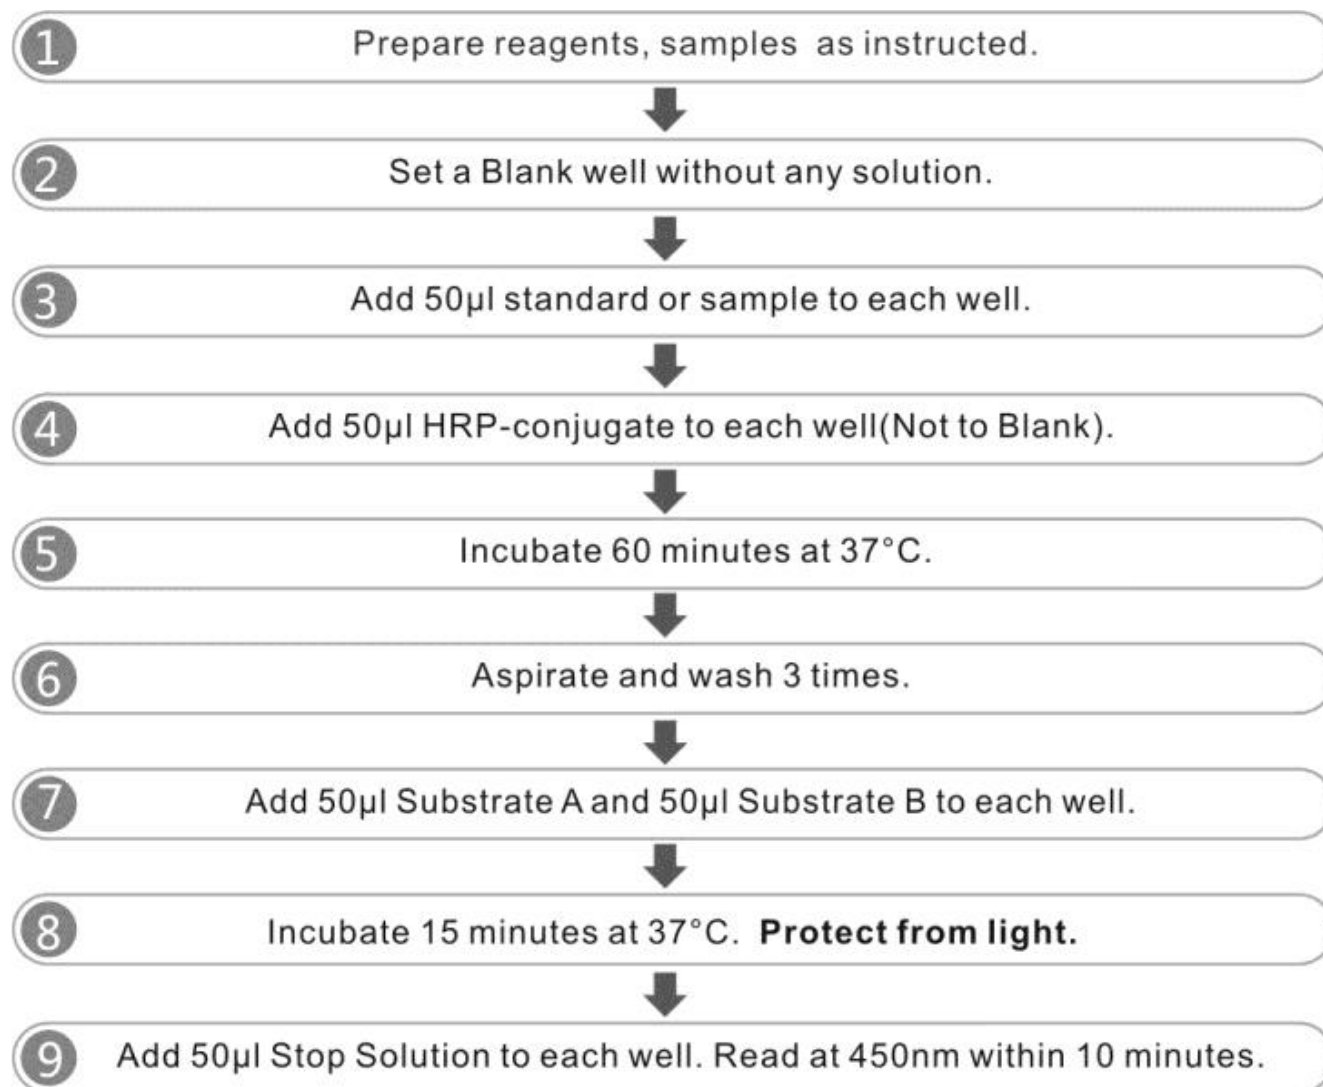 1 Prepare reagents, samples as instructed.
2 Set a Blank well without any solution.
3 Add 50µl standard or sample to each well.
4 Add 50µl HRP-conjugate to each well(Not to Blank).
5 Incubate 60 minutes at 37°C.
6 Aspirate and wash 3 times.
7 Add 50µl Substrate A and 50µl Substrate B to each well.
8 Incubate 15 minutes at 37°C. Protect from light.
9 Add 50µl Stop Solution to each well. Read at 450nm within 10 minutes.